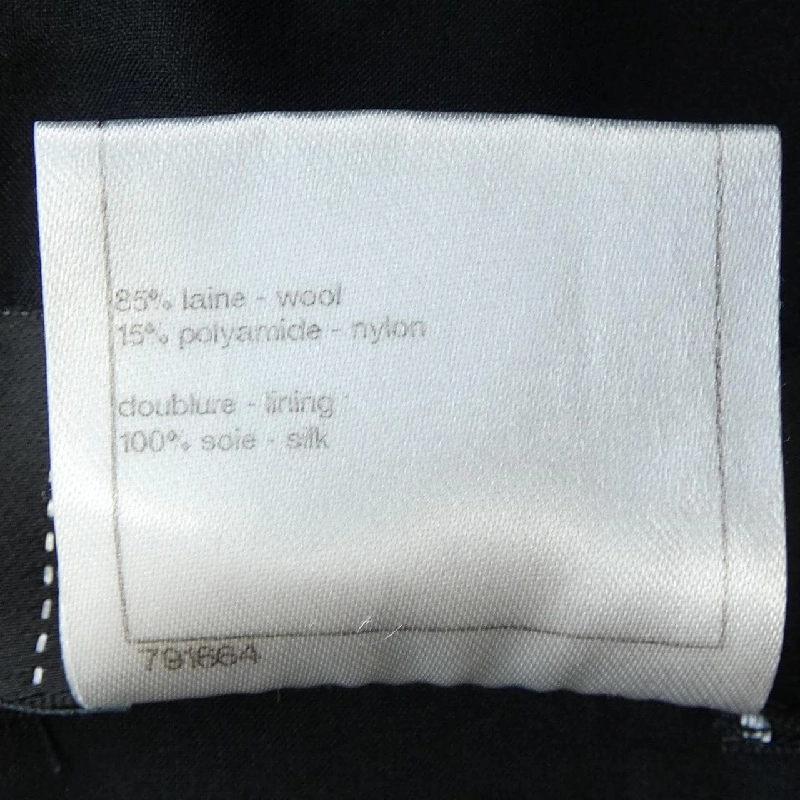 85% laine - wool
15% polyamide - nylon
doublure - lining
100% soie - silk
791664